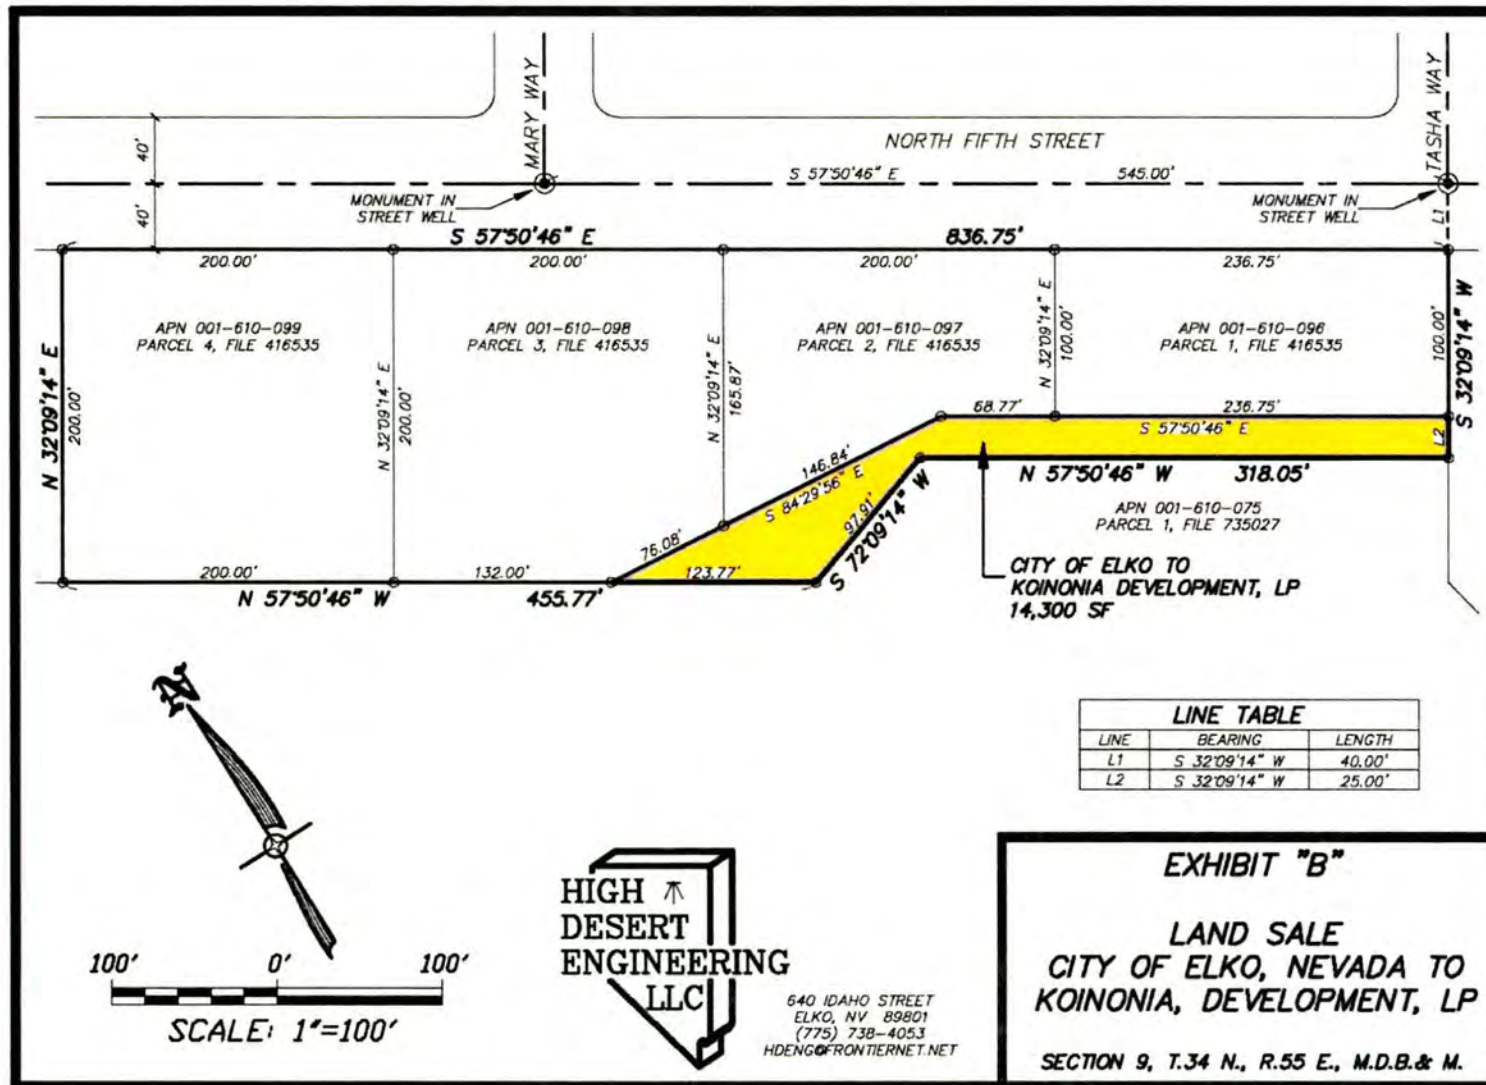 MARY WAY
TASHA WAY
NORTH FIFTH STREET
40'
40'
S 57°50'46" E 545.00'
MONUMENT IN
STREET WELL
MONUMENT IN
STREET WELL
L1
S 57°50'46" E 836.75'
200.00'
200.00'
200.00'
236.75'
APN 001-610-099
PARCEL 4, FILE 416535
APN 001-610-098
PARCEL 3, FILE 416535
APN 001-610-097
PARCEL 2, FILE 416535
APN 001-610-096
PARCEL 1, FILE 416535
N 32°09'14" E
200.00'
N 32°09'14" E
200.00'
N 32°09'14" E
165.87'
N 32°09'14" E
100.00'
100.00'
S 32°09'14" W
68.77'
236.75'
S 57°50'46" E
L2
146.84'
S 84°29'56" E
76.08'
97.91'
S 72°09'14" W
N 57°50'46" W 318.05'
APN 001-610-075
PARCEL 1, FILE 735027
200.00'
132.00'
123.77'
N 57°50'46" W 455.77'
CITY OF ELKO TO
KOINONIA DEVELOPMENT, LP
14,300 SF
N
LINE TABLE
LINE BEARING LENGTH
L1 S 32°09'14" W 40.00'
L2 S 32°09'14" W 25.00'
100' 0' 100'
SCALE: 1"=100'
HIGH
DESERT
ENGINEERING
LLC
640 IDAHO STREET
ELKO, NV 89801
(775) 738-4053
HDENG@FRONTIERNET.NET
EXHIBIT "B"
LAND SALE
CITY OF ELKO, NEVADA TO
KOINONIA, DEVELOPMENT, LP
SECTION 9, T.34 N., R.55 E., M.D.B.& M.